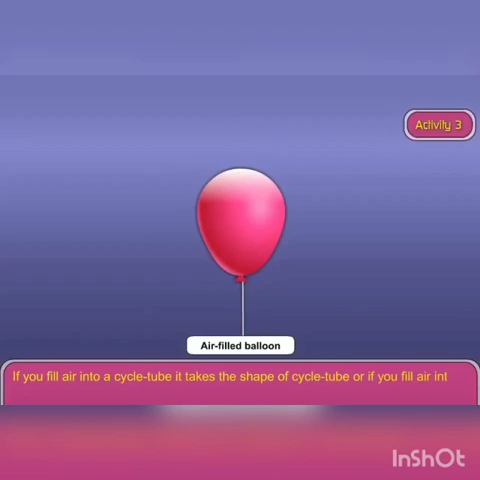 Activity 3
Air-filled balloon
If you fill air into a cycle-tube it takes the shape of cycle-tube or if you fill air int
InShOt